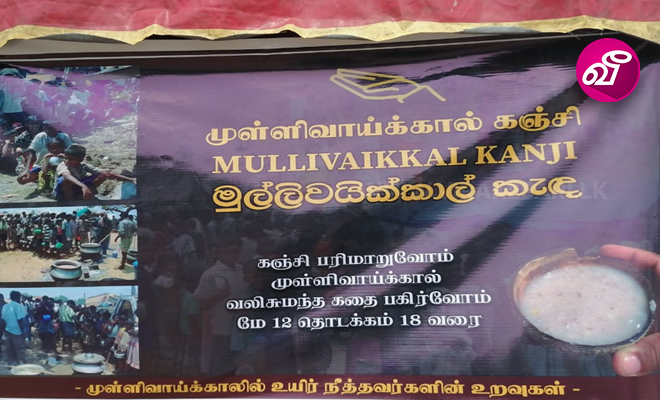 வீ
முள்ளிவாய்க்கால் கஞ்சி
MULLIVAIKKAL KANJI
මුල්ලිවයික්කාල් කැඳ
கஞ்சி பரிமாறுவோம்
முள்ளிவாய்க்கால்
வலிசுமந்த கதை பகிர்வோம்
மே 12 தொடக்கம் 18 வரை
- முள்ளிவாய்க்காலில் உயிர் நீத்தவர்களின் உறவுகள் -